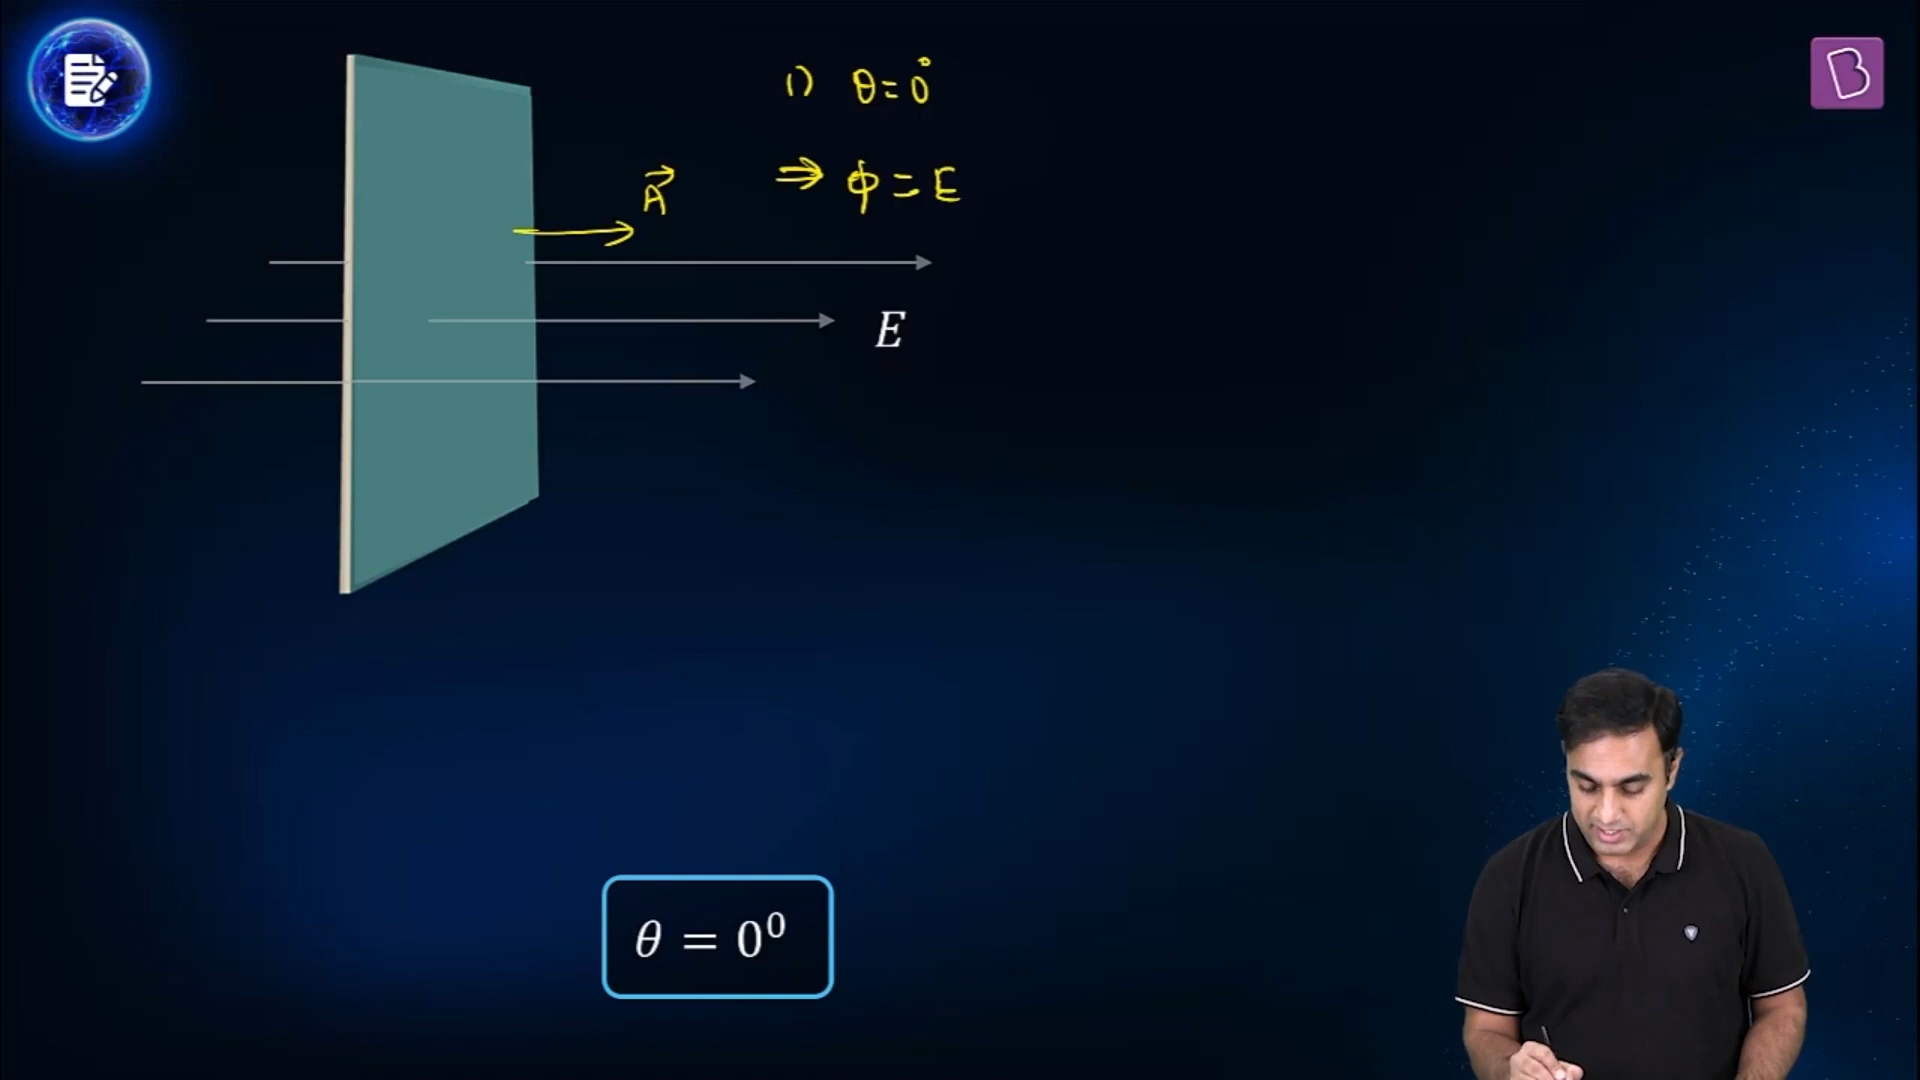 1) θ = 0°
⇒ ϕ = E
A⃗
E
θ = 0⁰
B